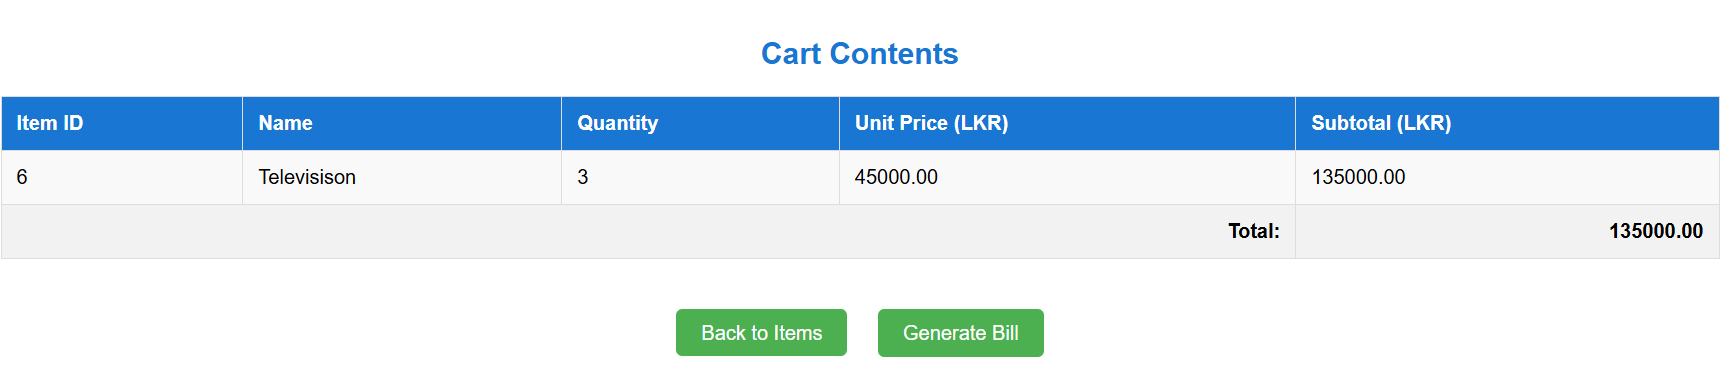 Cart Contents
Item ID Name Quantity Unit Price (LKR) Subtotal (LKR)
6 Televisison 3 45000.00 135000.00
Total: 135000.00
Back to Items Generate Bill